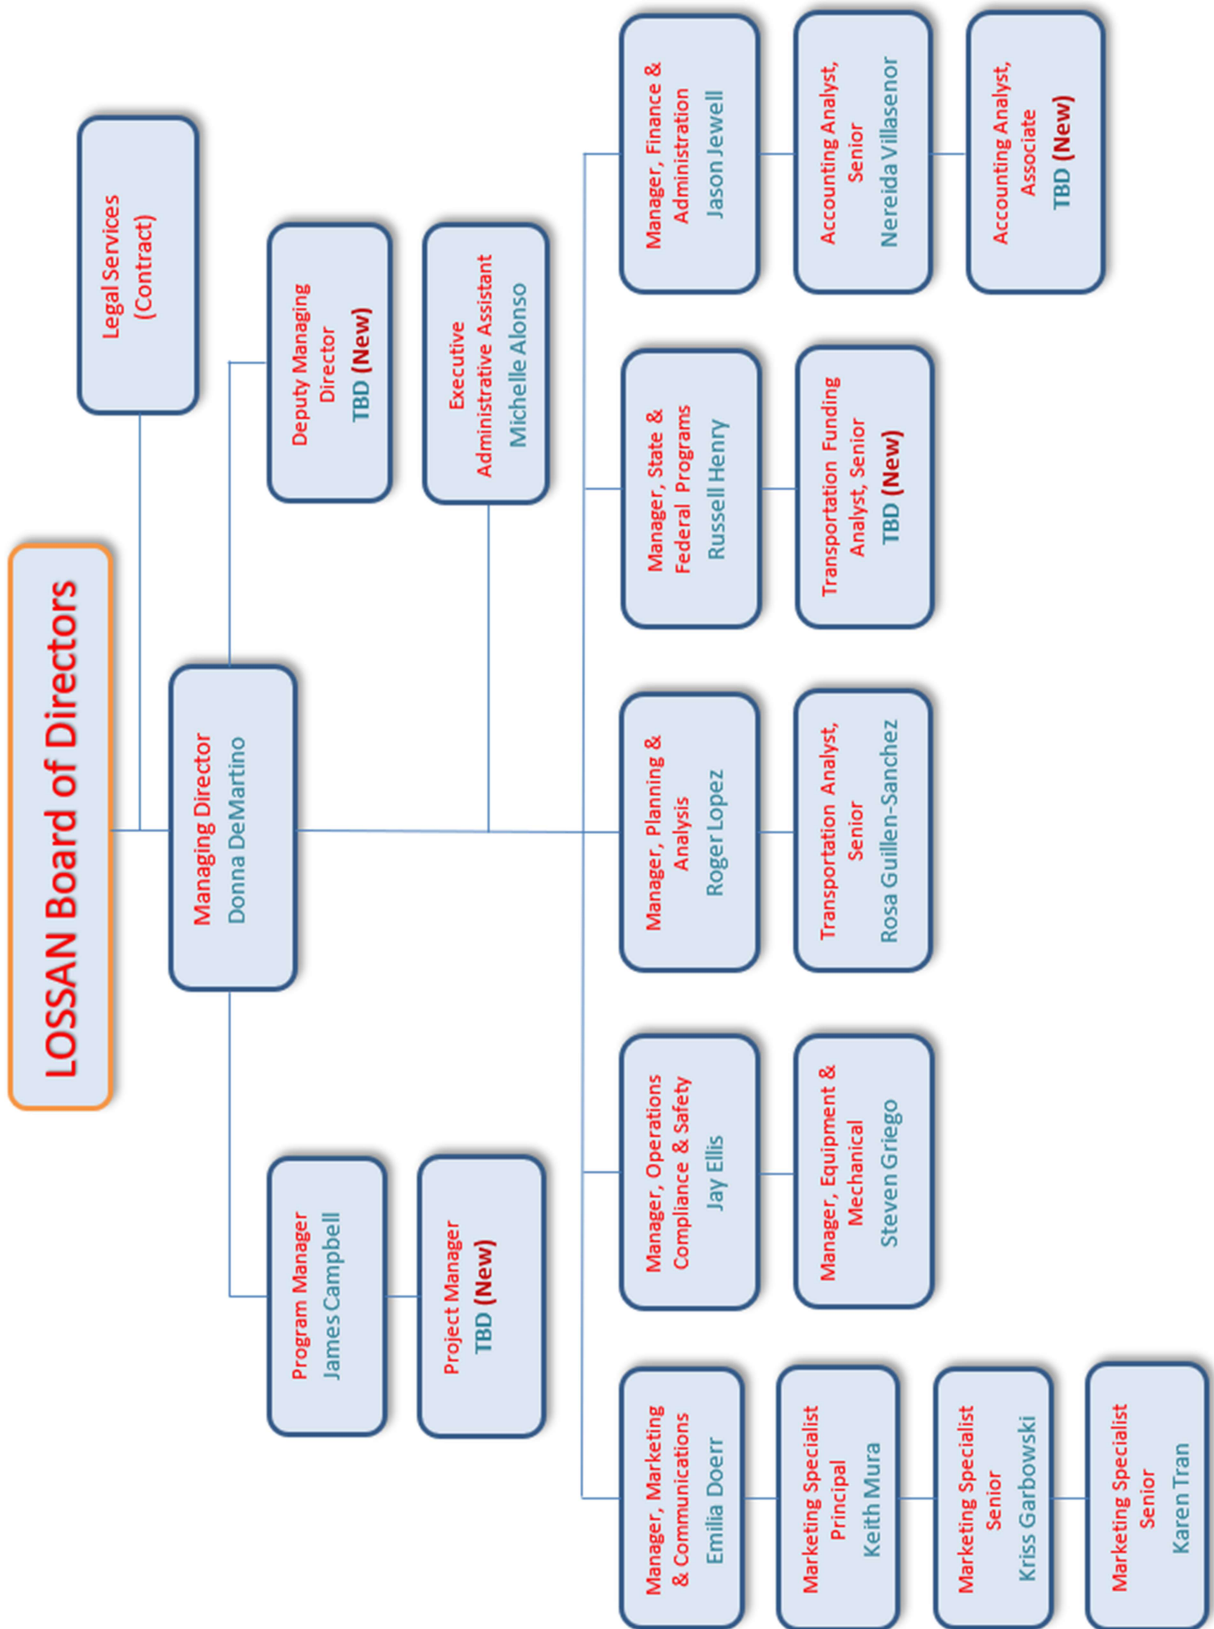 LOSSAN Board of Directors
Legal Services
(Contract)
Managing Director
Donna DeMartino
Program Manager
James Campbell
Deputy Managing
Director
TBD (New)
Project Manager
TBD (New)
Executive
Administrative Assistant
Michelle Alonso
Manager, Marketing
& Communications
Emilia Doerr
Manager, Operations
Compliance & Safety
Jay Ellis
Manager, Planning &
Analysis
Roger Lopez
Manager, State &
Federal Programs
Russell Henry
Manager, Finance &
Administration
Jason Jewell
Marketing Specialist
Principal
Keith Mura
Manager, Equipment &
Mechanical
Steven Griego
Transportation Analyst,
Senior
Rosa Guillen-Sanchez
Transportation Funding
Analyst, Senior
TBD (New)
Accounting Analyst,
Senior
Nereida Villasenor
Marketing Specialist
Senior
Kriss Garbowski
Accounting Analyst,
Associate
TBD (New)
Marketing Specialist
Senior
Karen Tran